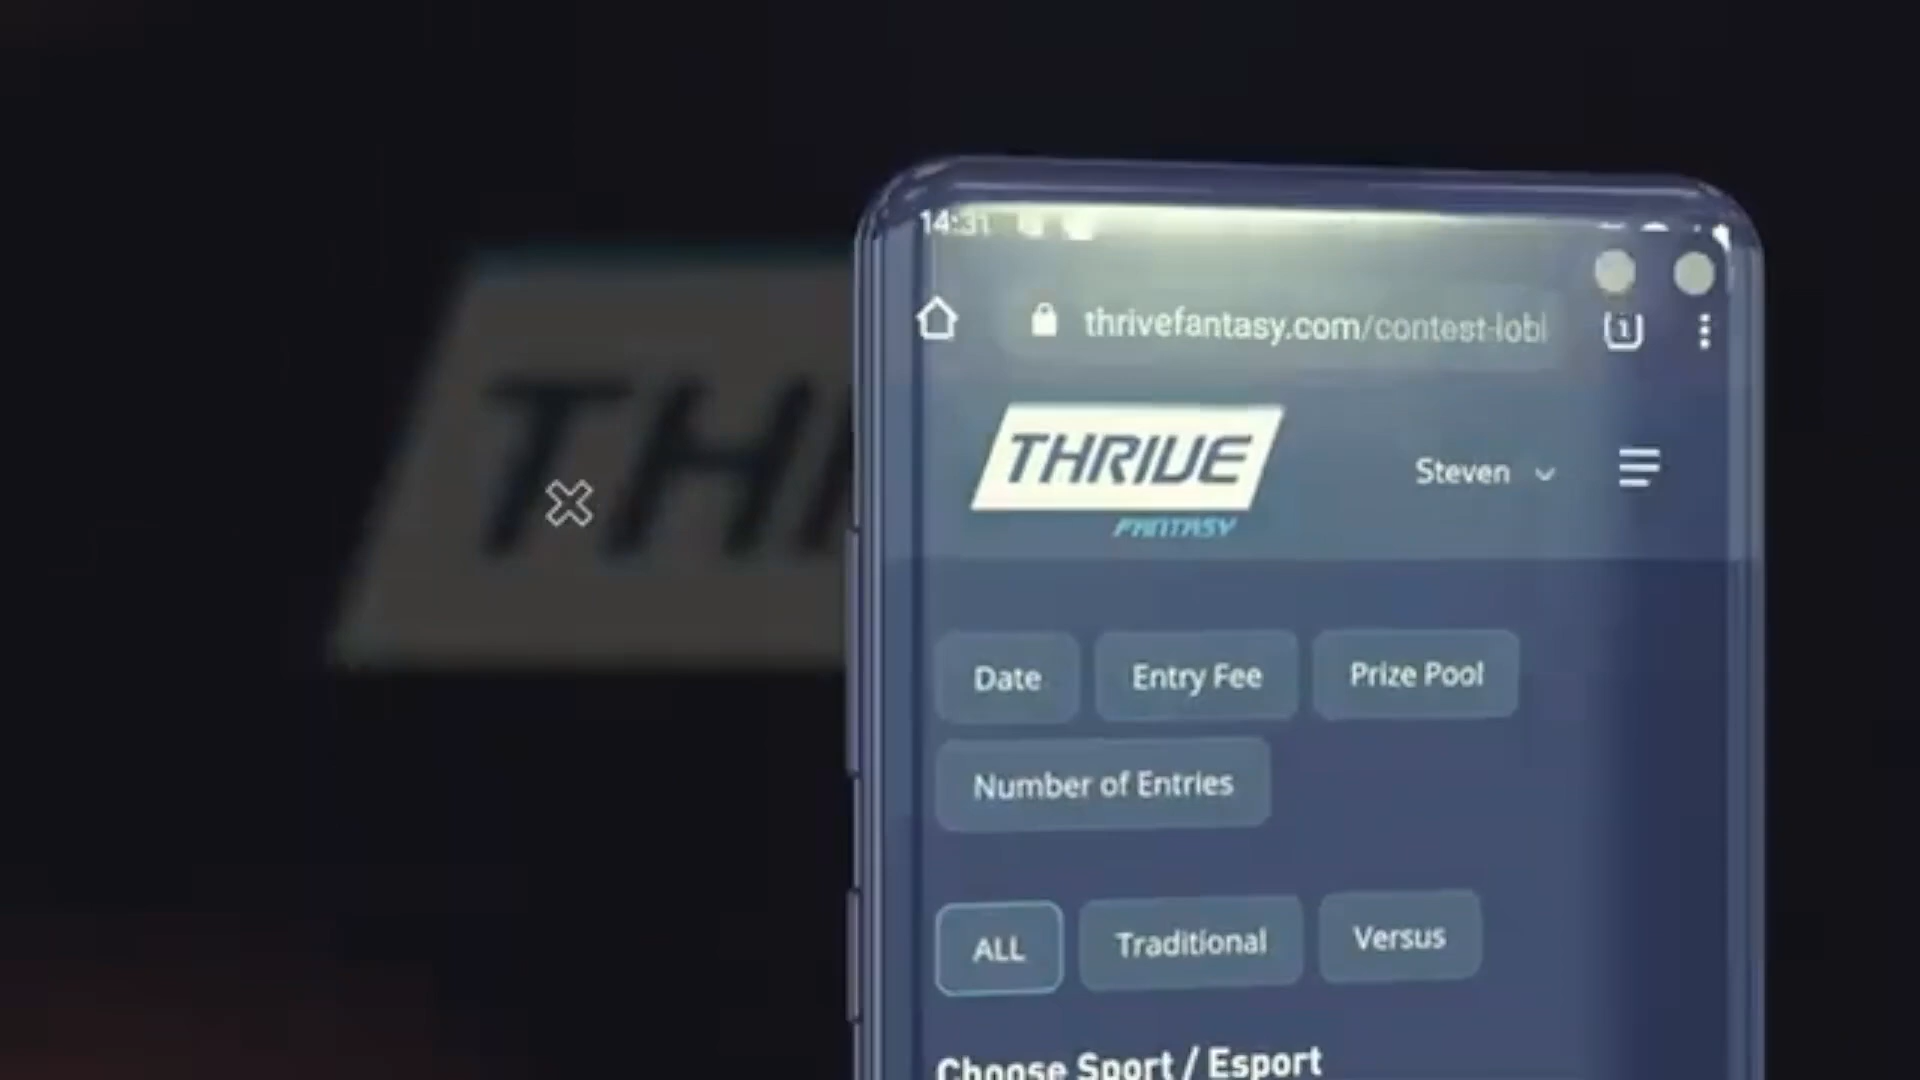 14:31
thrivefantasy.com/contest-lobl
THRIVE
FANTASY
Steven
TH
Date
Entry Fee
Prize Pool
Number of Entries
ALL
Traditional
Versus
Choose Sport / Esport